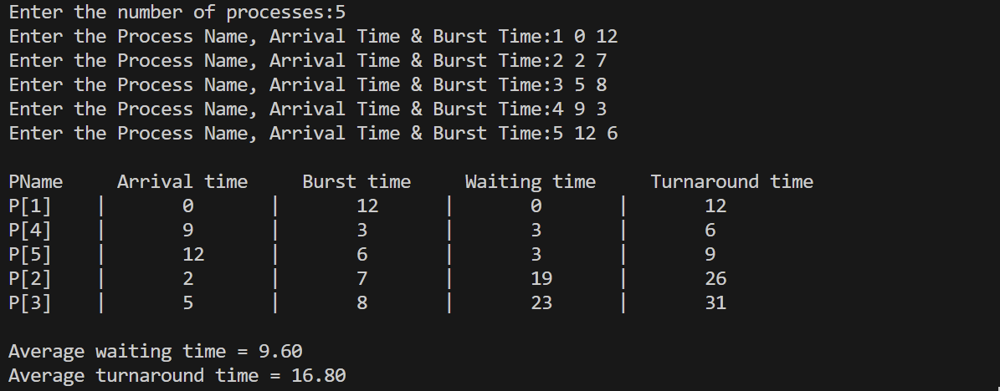 Enter the number of processes:5
Enter the Process Name, Arrival Time & Burst Time:1 0 12
Enter the Process Name, Arrival Time & Burst Time:2 2 7
Enter the Process Name, Arrival Time & Burst Time:3 5 8
Enter the Process Name, Arrival Time & Burst Time:4 9 3
Enter the Process Name, Arrival Time & Burst Time:5 12 6
PName     Arrival time     Burst time     Waiting time     Turnaround time
P[1]    |       0       |       12      |       0       |       12
P[4]    |       9       |       3       |       3       |       6
P[5]    |       12      |       6       |       3       |       9
P[2]    |       2       |       7       |       19      |       26
P[3]    |       5       |       8       |       23      |       31
Average waiting time = 9.60
Average turnaround time = 16.80